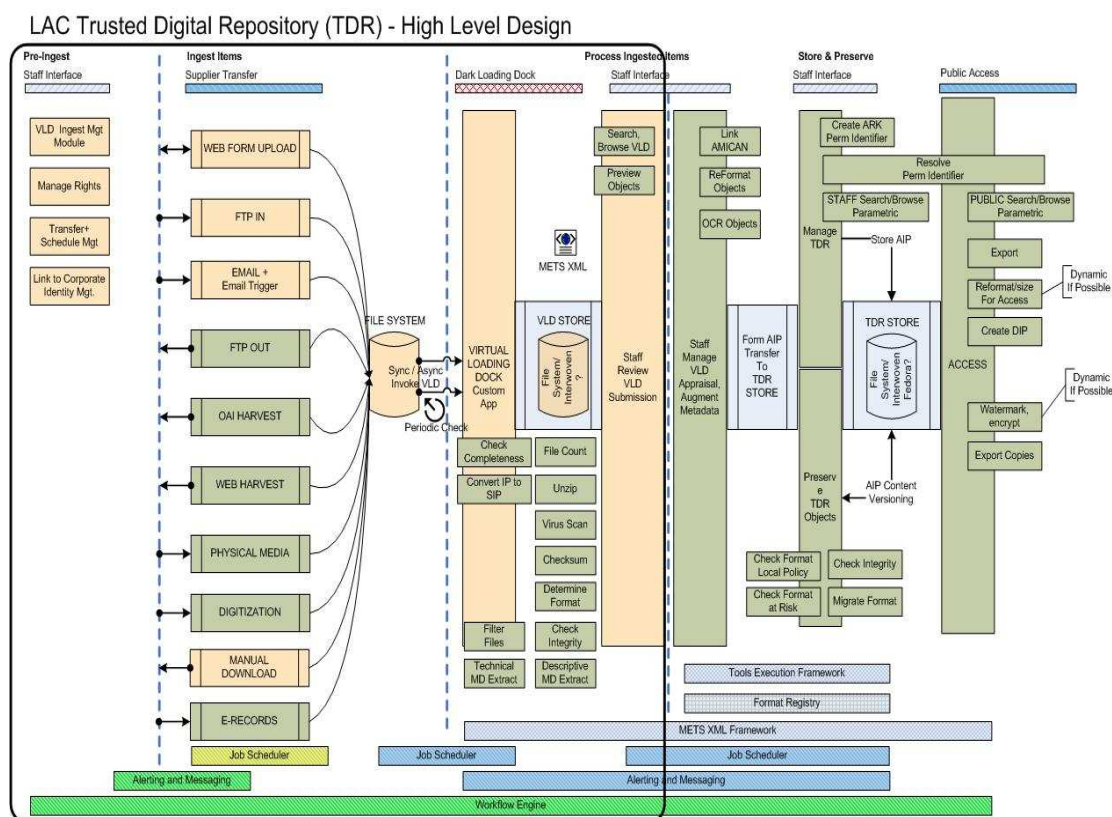 LAC Trusted Digital Repository (TDR) - High Level Design
Pre-Ingest
Staff Interface
VLD Ingest Mgt
Module
Manage Rights
Transfer+
Schedule Mgt
Link to Corporate
Identity Mgt.
Ingest Items
Supplier Transfer
WEB FORM UPLOAD
FTP IN
EMAIL +
Email Trigger
FTP OUT
OAI HARVEST
WEB HARVEST
PHYSICAL MEDIA
DIGITIZATION
MANUAL
DOWNLOAD
E-RECORDS
FILE SYSTEM
Sync / Async
Invoke VLD
Periodic Check
Process Ingested Items
Dark Loading Dock
VIRTUAL
LOADING
DOCK
Custom
App
Check
Completeness
Convert IP to
SIP
Filter
Files
Technical
MD Extract
METS XML
VLD STORE
File
System/
Interwoven
?
File Count
Unzip
Virus Scan
Checksum
Determine
Format
Check
Integrity
Descriptive
MD Extract
Staff Interface
Search,
Browse VLD
Preview
Objects
Staff
Review
VLD
Submission
Link
AMICAN
ReFormat
Objects
OCR Objects
Staff
Manage
VLD
Appraisal,
Augment
Metadata
Form AIP
Transfer
To
TDR
STORE
Store & Preserve
Staff Interface
Create ARK
Perm Identifier
Resolve
Perm Identifier
STAFF Search/Browse
Parametric
Manage
TDR
Store AIP
TDR STORE
File
System/
Interwoven
Fedora?
AIP Content
Versioning
Preserv
e
TDR
Objects
Check Format
Local Policy
Check Integrity
Check Format
at Risk
Migrate Format
Public Access
PUBLIC Search/Browse
Parametric
Export
Reformat/size
For Access
Dynamic
If Possible
Create DIP
ACCESS
Watermark,
encrypt
Dynamic
If Possible
Export Copies
Tools Execution Framework
Format Registry
METS XML Framework
Job Scheduler
Job Scheduler
Job Scheduler
Alerting and Messaging
Alerting and Messaging
Workflow Engine